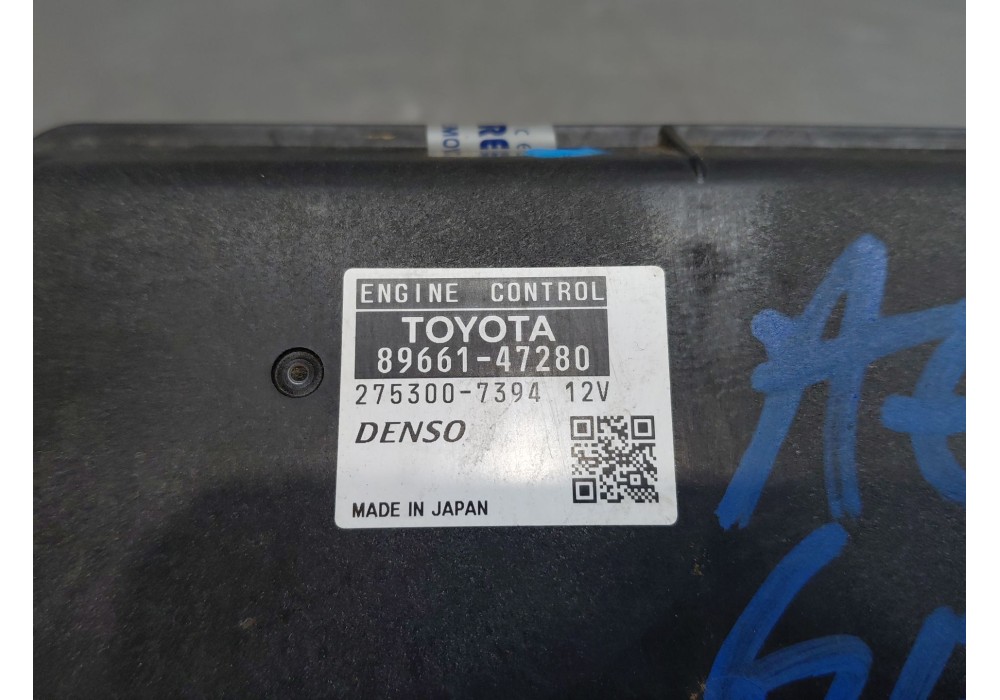 ENGINE CONTROL
TOYOTA
89661-47280
275300-7394 12V
DENSO
MADE IN JAPAN